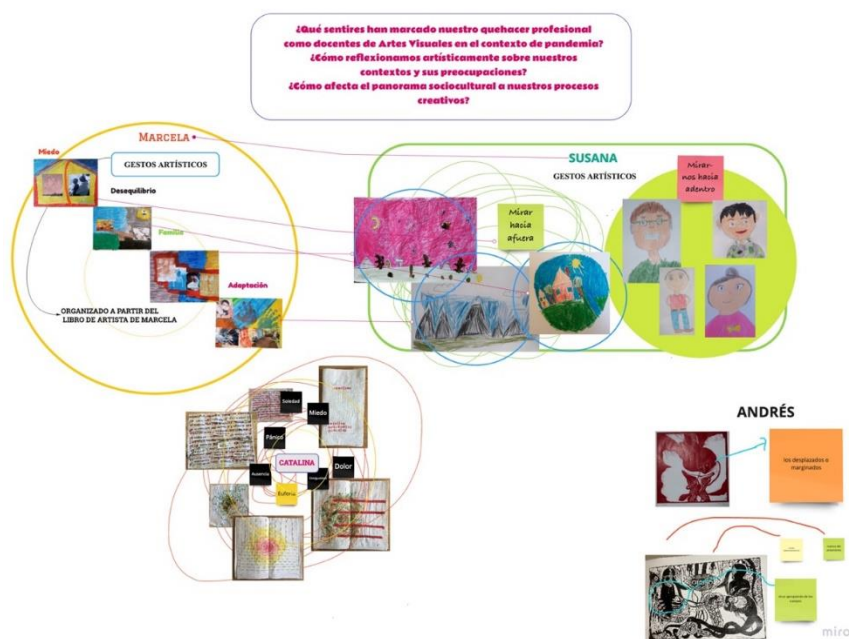 ¿Qué sentires han marcado nuestro quehacer profesional
como docentes de Artes Visuales en el contexto de pandemia?
¿Cómo reflexionamos artísticamente sobre nuestros
contextos y sus preocupaciones?
¿Cómo afecta el panorama sociocultural a nuestros procesos
creativos?
MARCELA
Miedo
GESTOS ARTÍSTICOS
Desequilibrio
Familia
Adaptación
ORGANIZADO A PARTIR DEL
LIBRO DE ARTISTA DE MARCELA
SUSANA
GESTOS ARTÍSTICOS
Mirar-
nos hacia
adentro
Mirar
hacia
afuera
Soledad
Miedo
Pánico
CATALINA
Dolor
Ausencia
Euforia
ANDRÉS
los desplazados o
marginados
miro